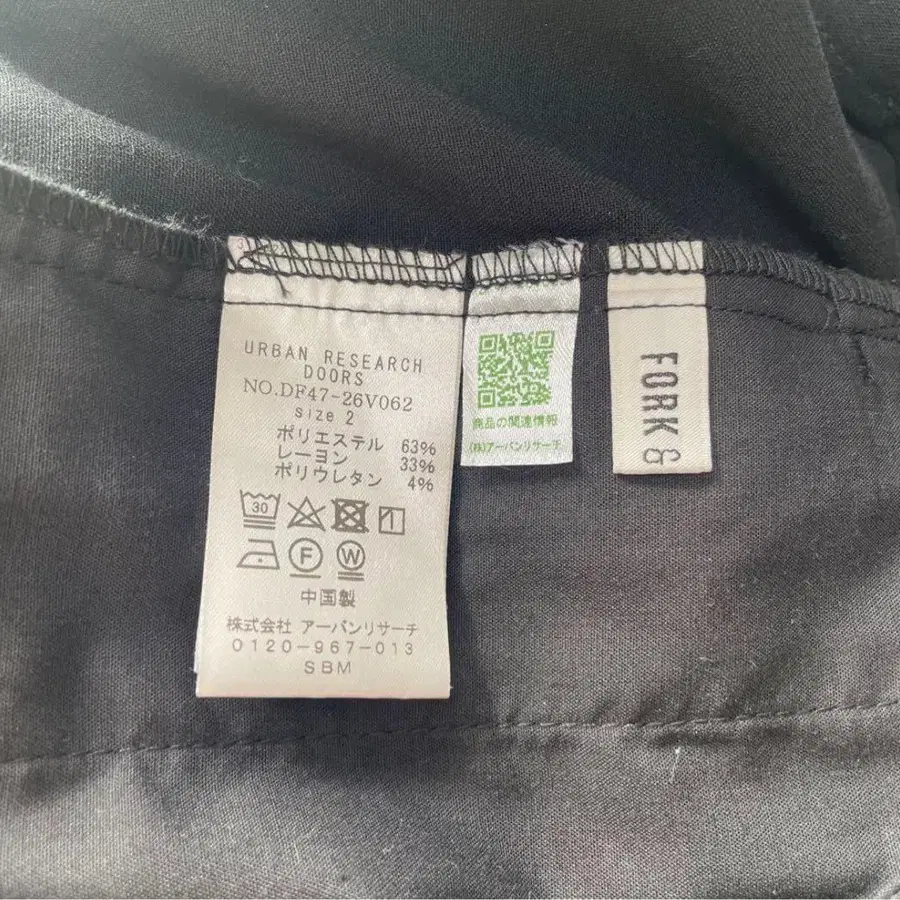 URBAN RESEARCH
DOORS
NO.DF47-26V062
size 2
ポリエステル 63%
レーヨン 33%
ポリウレタン 4%
30
F W
中国製
株式会社 アーバンリサーチ
0120-967-013
SBM
商品の関連情報
(株)アーバンリサーチ
FORK &